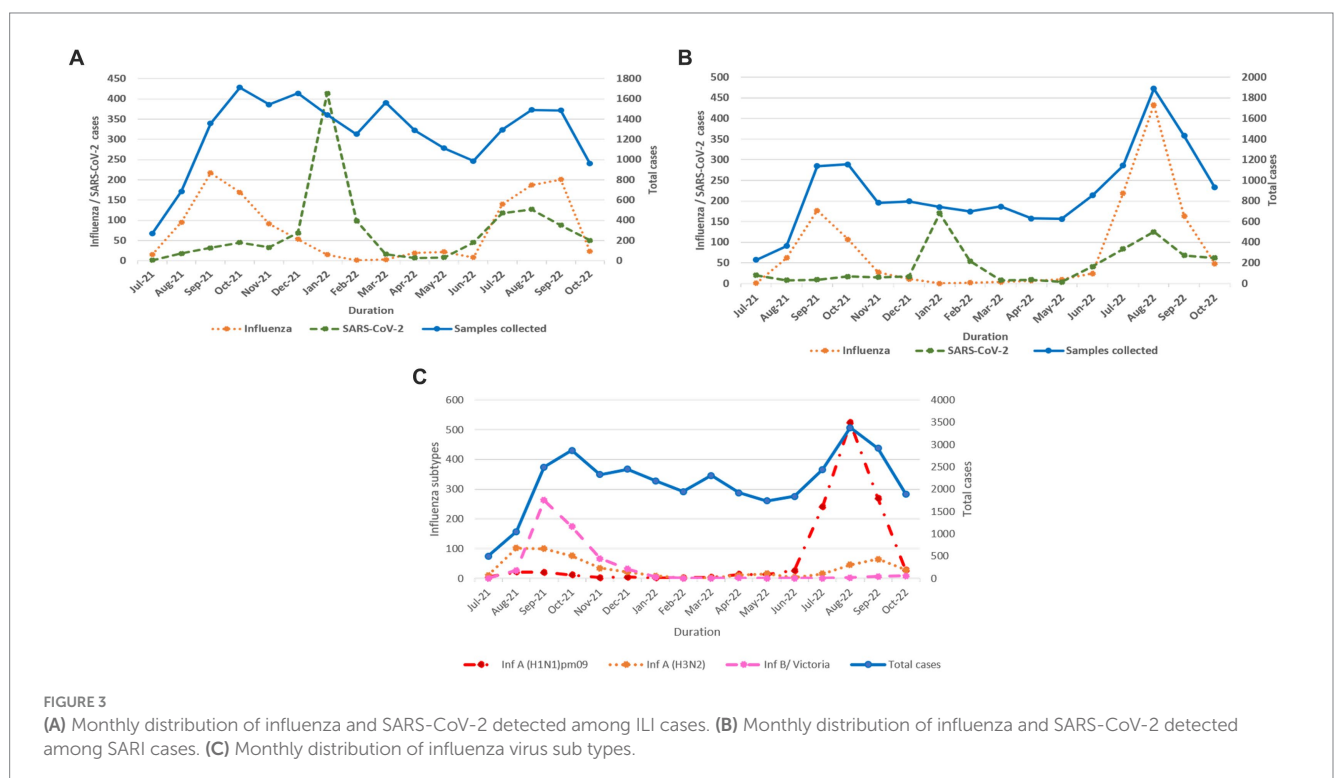 A
Influenza / SARS-CoV-2 cases
450
400
350
300
250
200
150
100
50
0
1800
1600
1400
1200
1000
800
600
400
200
0
Total cases
Jul-21
Aug-21
Sep-21
Oct-21
Nov-21
Dec-21
Jan-22
Feb-22
Mar-22
Apr-22
May-22
Jun-22
Jul-22
Aug-22
Sep-22
Oct-22
Duration
Influenza SARS-CoV-2 Samples collected
B
Influenza / SARS-CoV-2 cases
500
450
400
350
300
250
200
150
100
50
0
2000
1800
1600
1400
1200
1000
800
600
400
200
0
Total cases
Jul-21
Aug-21
Sep-21
Oct-21
Nov-21
Dec-21
Jan-22
Feb-22
Mar-22
Apr-22
May-22
Jun-22
Jul-22
Aug-22
Sep-22
Oct-22
Duration
Influenza SARS-CoV-2 Samples collected
C
Influenza subtypes
600
500
400
300
200
100
0
4000
3500
3000
2500
2000
1500
1000
500
0
Total cases
Jul-21
Aug-21
Sep-21
Oct-21
Nov-21
Dec-21
Jan-22
Feb-22
Mar-22
Apr-22
May-22
Jun-22
Jul-22
Aug-22
Sep-22
Oct-22
Duration
Inf A (H1N1)pm09 Inf A (H3N2) Inf B/ Victoria Total cases
FIGURE 3
(A) Monthly distribution of influenza and SARS-CoV-2 detected among ILI cases. (B) Monthly distribution of influenza and SARS-CoV-2 detected
among SARI cases. (C) Monthly distribution of influenza virus sub types.